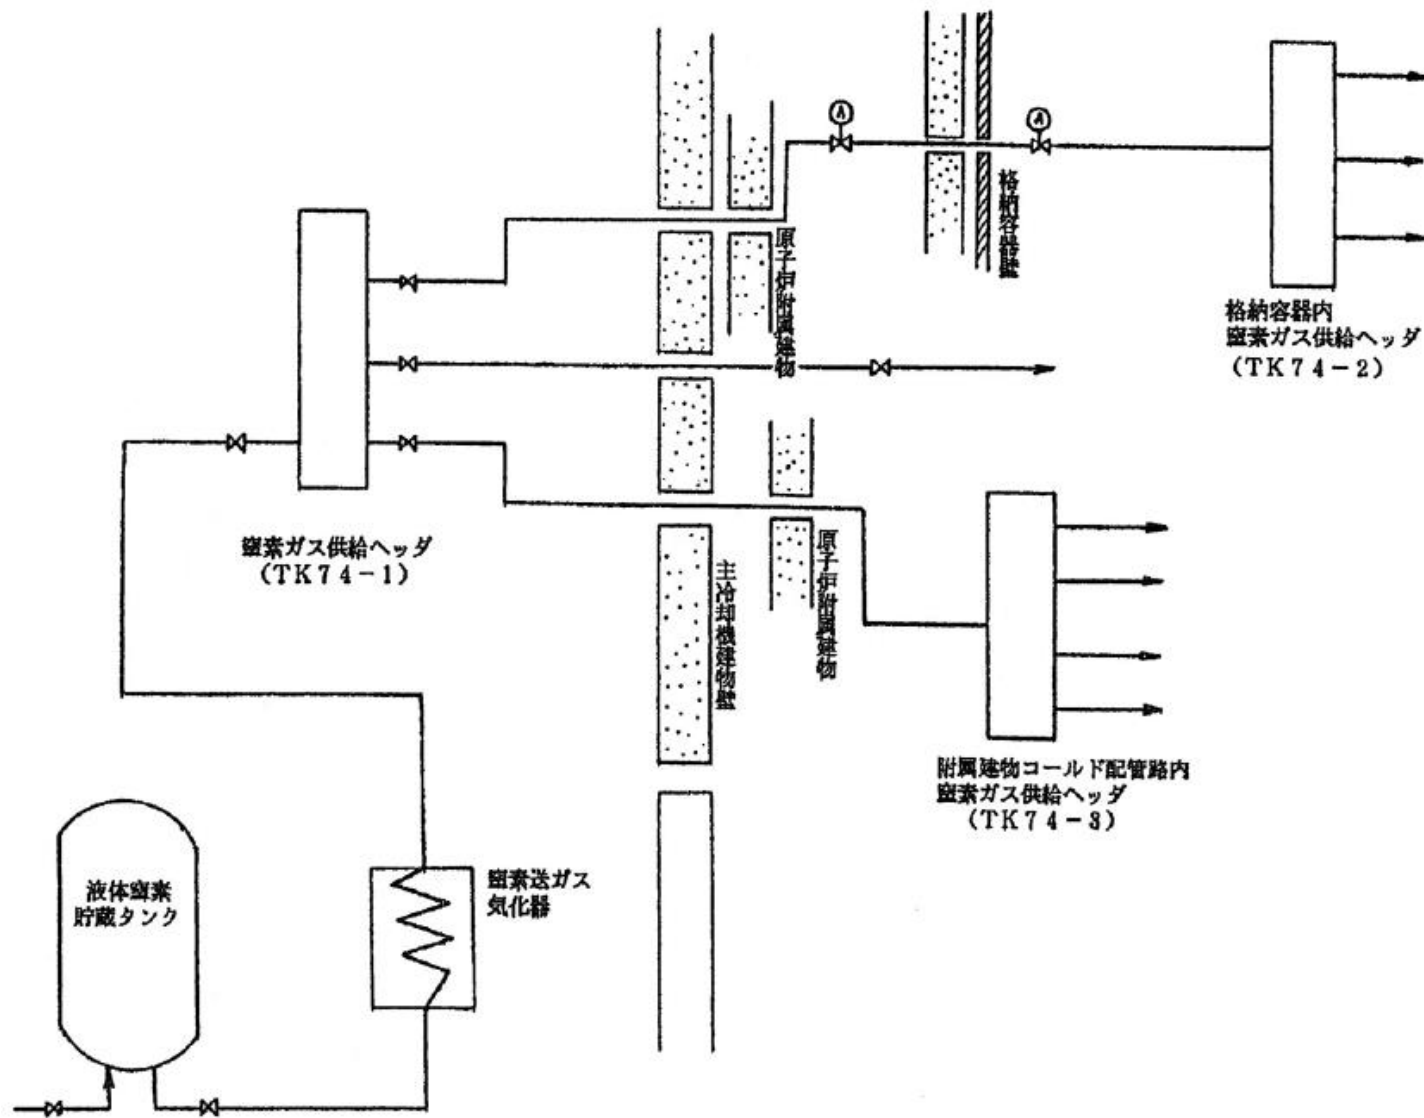 Ⓐ
Ⓐ
格納容器壁
原子炉附属建物
格納容器内
窒素ガス供給ヘッダ
(TK74-2)
窒素ガス供給ヘッダ
(TK74-1)
主冷却機建物壁
原子炉附属建物
附属建物コールド配管路内
窒素ガス供給ヘッダ
(TK74-3)
液体窒素
貯蔵タンク
窒素送ガス
気化器